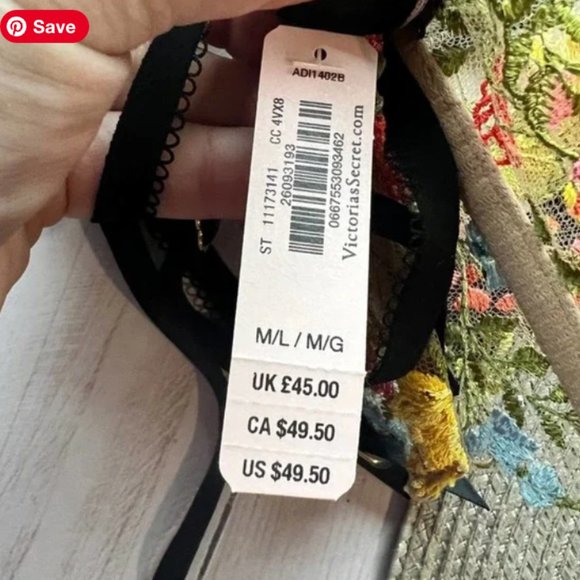 Save
ADI1402B
ST 11173141 CC 4VX8
26093193
0667553093462
VictoriasSecret.com
M/L / M/G
UK £45.00
CA $49.50
US $49.50